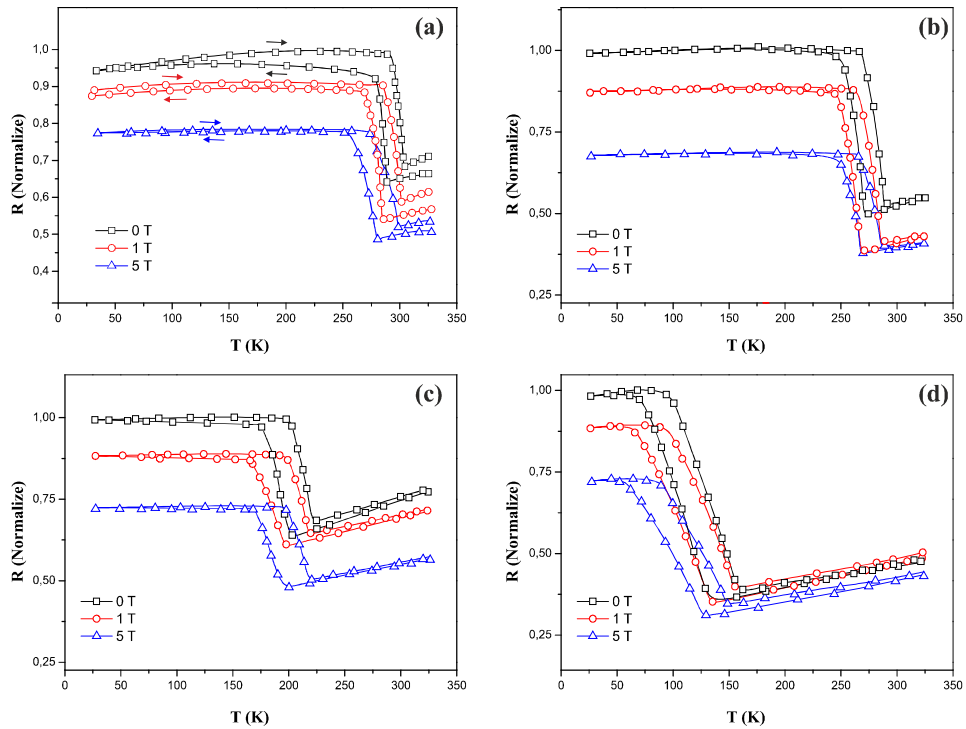 (a)
1,0
0,9
0,8
0,7
0,6
0,5
0,4
R (Normalize)
0 T
1 T
5 T
0 50 100 150 200 250 300 350
T (K)
(b)
1,00
0,75
0,50
0,25
R (Normalize)
0 T
1 T
5 T
0 50 100 150 200 250 300 350
T (K)
(c)
1,00
0,75
0,50
0,25
R (Normalize)
0 T
1 T
5 T
0 50 100 150 200 250 300 350
T (K)
(d)
1,00
0,75
0,50
0,25
R (Normalize)
0 T
1 T
5 T
0 50 100 150 200 250 300 350
T (K)